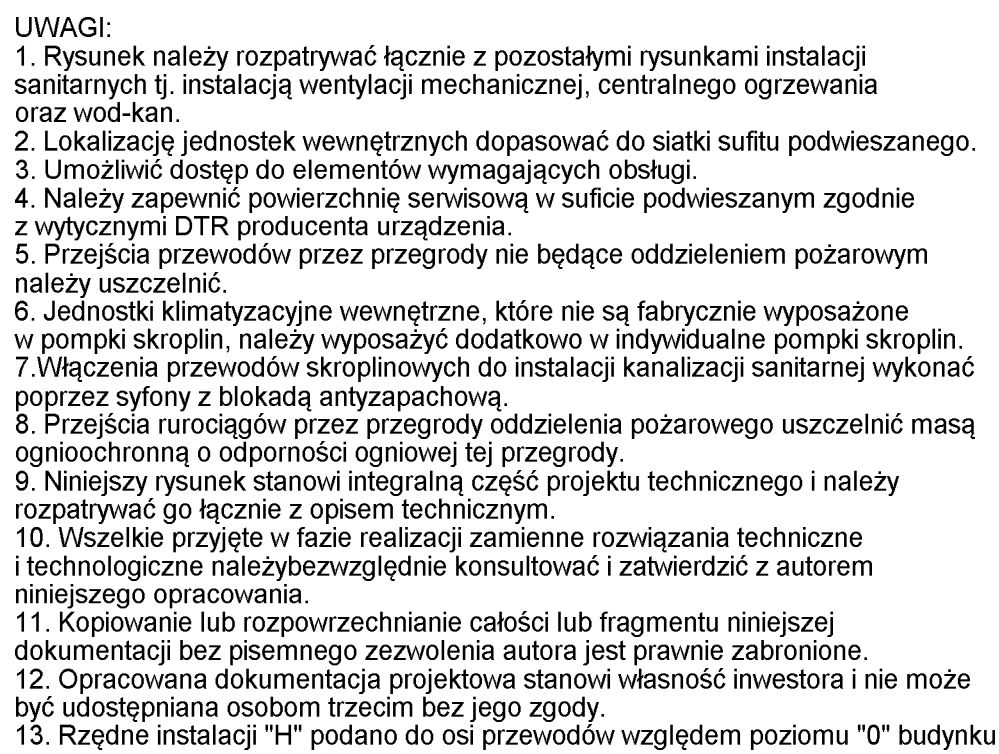 UWAGI:
1. Rysunek należy rozpatrywać łącznie z pozostałymi rysunkami instalacji
sanitarnych tj. instalacją wentylacji mechanicznej, centralnego ogrzewania
oraz wod-kan.
2. Lokalizację jednostek wewnętrznych dopasować do siatki sufitu podwieszanego.
3. Umożliwić dostęp do elementów wymagających obsługi.
4. Należy zapewnić powierzchnię serwisową w suficie podwieszanym zgodnie
z wytycznymi DTR producenta urządzenia.
5. Przejścia przewodów przez przegrody nie będące oddzieleniem pożarowym
należy uszczelnić.
6. Jednostki klimatyzacyjne wewnętrzne, które nie są fabrycznie wyposażone
w pompki skroplin, należy wyposażyć dodatkowo w indywidualne pompki skroplin.
7.Włączenia przewodów skroplinowych do instalacji kanalizacji sanitarnej wykonać
poprzez syfony z blokadą antyzapachową.
8. Przejścia rurociągów przez przegrody oddzielenia pożarowego uszczelnić masą
ognioochronną o odporności ogniowej tej przegrody.
9. Niniejszy rysunek stanowi integralną część projektu technicznego i należy
rozpatrywać go łącznie z opisem technicznym.
10. Wszelkie przyjęte w fazie realizacji zamienne rozwiązania techniczne
i technologiczne należybezwzględnie konsultować i zatwierdzić z autorem
niniejszego opracowania.
11. Kopiowanie lub rozpowrzechnianie całości lub fragmentu niniejszej
dokumentacji bez pisemnego zezwolenia autora jest prawnie zabronione.
12. Opracowana dokumentacja projektowa stanowi własność inwestora i nie może
być udostępniana osobom trzecim bez jego zgody.
13. Rzędne instalacji "H" podano do osi przewodów względem poziomu "0" budynku